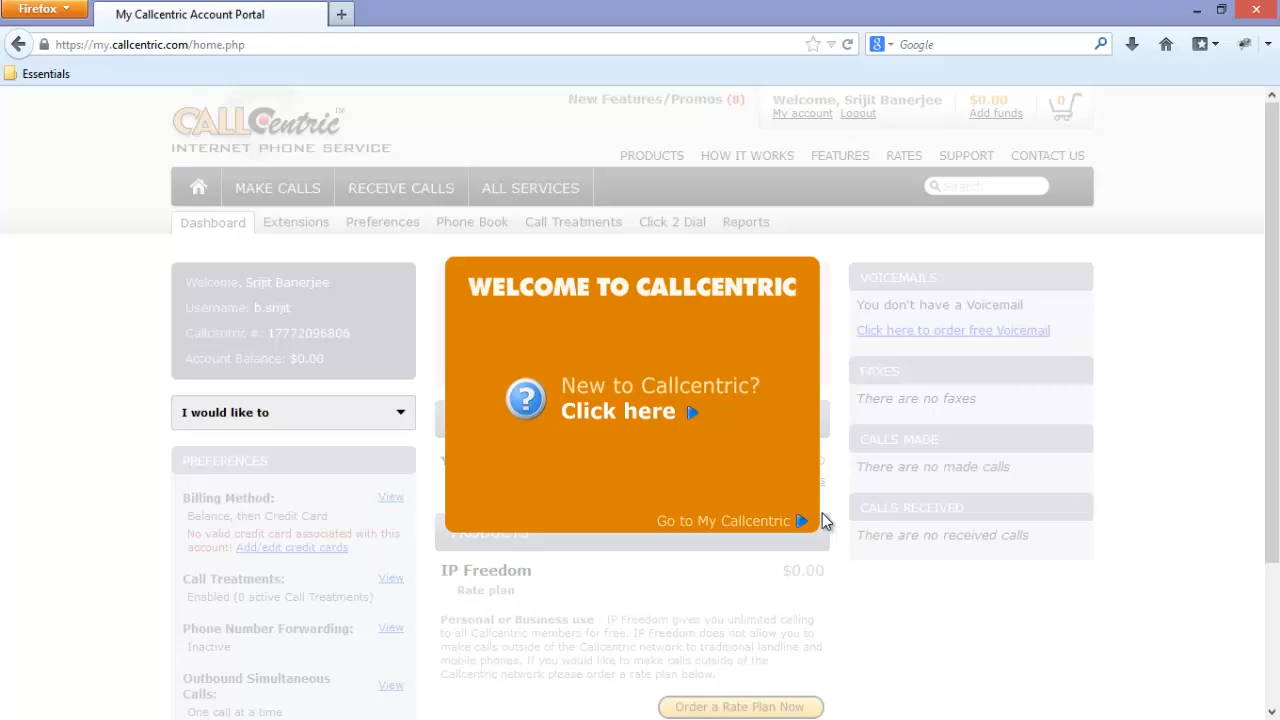 Firefox
My Callcentric Account Portal
https://my.callcentric.com/home.php
Google
Essentials
CALLCentric™
INTERNET PHONE SERVICE
New Features/Promos (8)
Welcome, Srijit Banerjee
My account Logout
$0.00
Add funds
0
PRODUCTS HOW IT WORKS FEATURES RATES SUPPORT CONTACT US
MAKE CALLS RECEIVE CALLS ALL SERVICES
Search
Dashboard Extensions Preferences Phone Book Call Treatments Click 2 Dial Reports
Welcome, Srijit Banerjee
Username: b.srijit
Callcentric #: 17772096806
Account Balance: $0.00
I would like to
PREFERENCES
Billing Method: View
Balance, then Credit Card
No valid credit card associated with this
account! Add/edit credit cards
Call Treatments: View
Enabled (0 active Call Treatments)
Phone Number Forwarding: View
Inactive
Outbound Simultaneous
Calls: View
One call at a time
WELCOME TO CALLCENTRIC
New to Callcentric?
Click here
Go to My Callcentric
PRODUCTS
IP Freedom $0.00
Rate plan
Personal or Business use IP Freedom gives you unlimited calling
to all Callcentric members for free. IP Freedom does not allow you to
make calls outside of the Callcentric network to traditional landline and
mobile phones. If you would like to make calls outside of the
Callcentric network please order a rate plan below.
Order a Rate Plan Now
VOICEMAILS
You don't have a Voicemail
Click here to order free Voicemail
FAXES
There are no faxes
CALLS MADE
There are no made calls
CALLS RECEIVED
There are no received calls